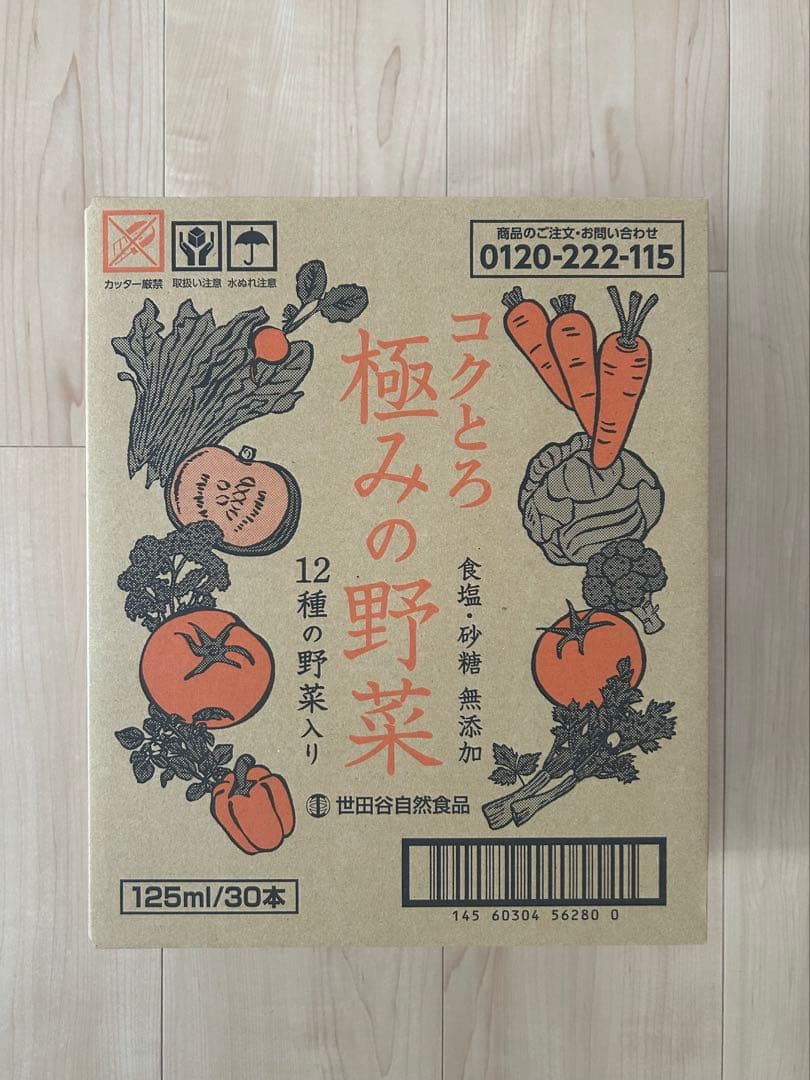 カッター厳禁 取扱い注意 水ぬれ注意
商品のご注文・お問い合わせ
0120-222-115
コクとろ
極みの野菜
食塩・砂糖 無添加
12種の野菜入り
世田谷自然食品
125ml/30本
145 60304 56280 0